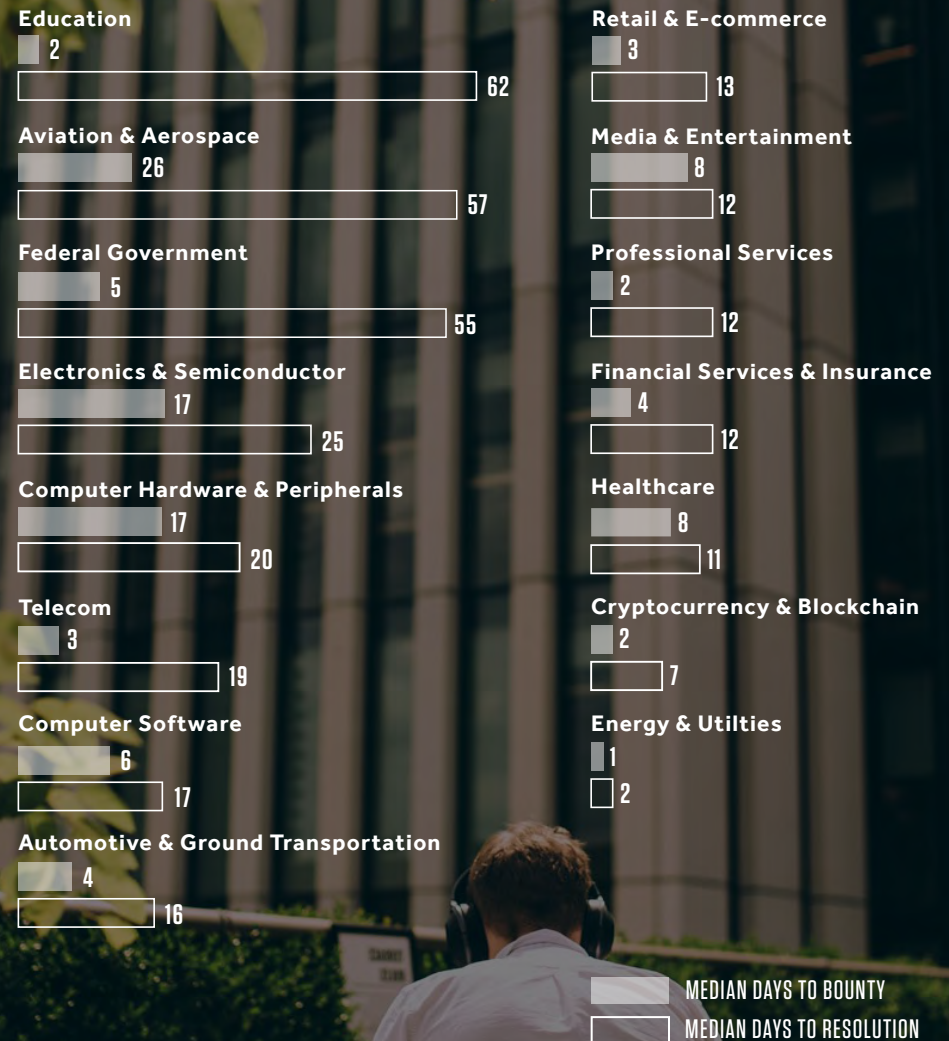 Education
2
62
Aviation & Aerospace
26
57
Federal Government
5
55
Electronics & Semiconductor
17
25
Computer Hardware & Peripherals
17
20
Telecom
3
19
Computer Software
6
17
Automotive & Ground Transportation
4
16
Retail & E-commerce
3
13
Media & Entertainment
8
12
Professional Services
2
12
Financial Services & Insurance
4
12
Healthcare
8
11
Cryptocurrency & Blockchain
2
7
Energy & Utilties
1
2
MEDIAN DAYS TO BOUNTY
MEDIAN DAYS TO RESOLUTION